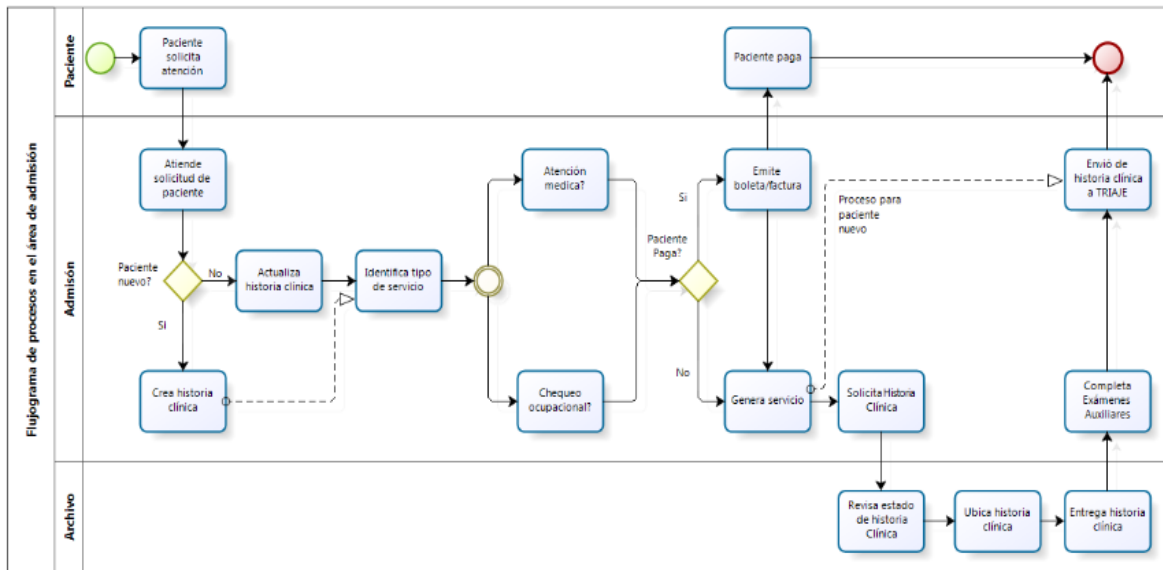 Flujograma de procesos en el área de admisión
Paciente
Paciente
solicita
atención
Paciente paga
Admisión
Atiende
solicitud de
paciente
Paciente
nuevo?
No
Si
Actualiza
historia clínica
Identifica tipo
de servicio
Crea historia
clínica
Atención
medica?
Chequeo
ocupacional?
Paciente
Paga?
Si
No
Emite
boleta/factura
Genera servicio
Proceso para
paciente
nuevo
Solicita Historia
Clínica
Envió de
historia clínica
a TRIAJE
Completa
Exámenes
Auxiliares
Archivo
Revisa estado
de historia
Clínica
Ubica historia
clínica
Entrega historia
clínica